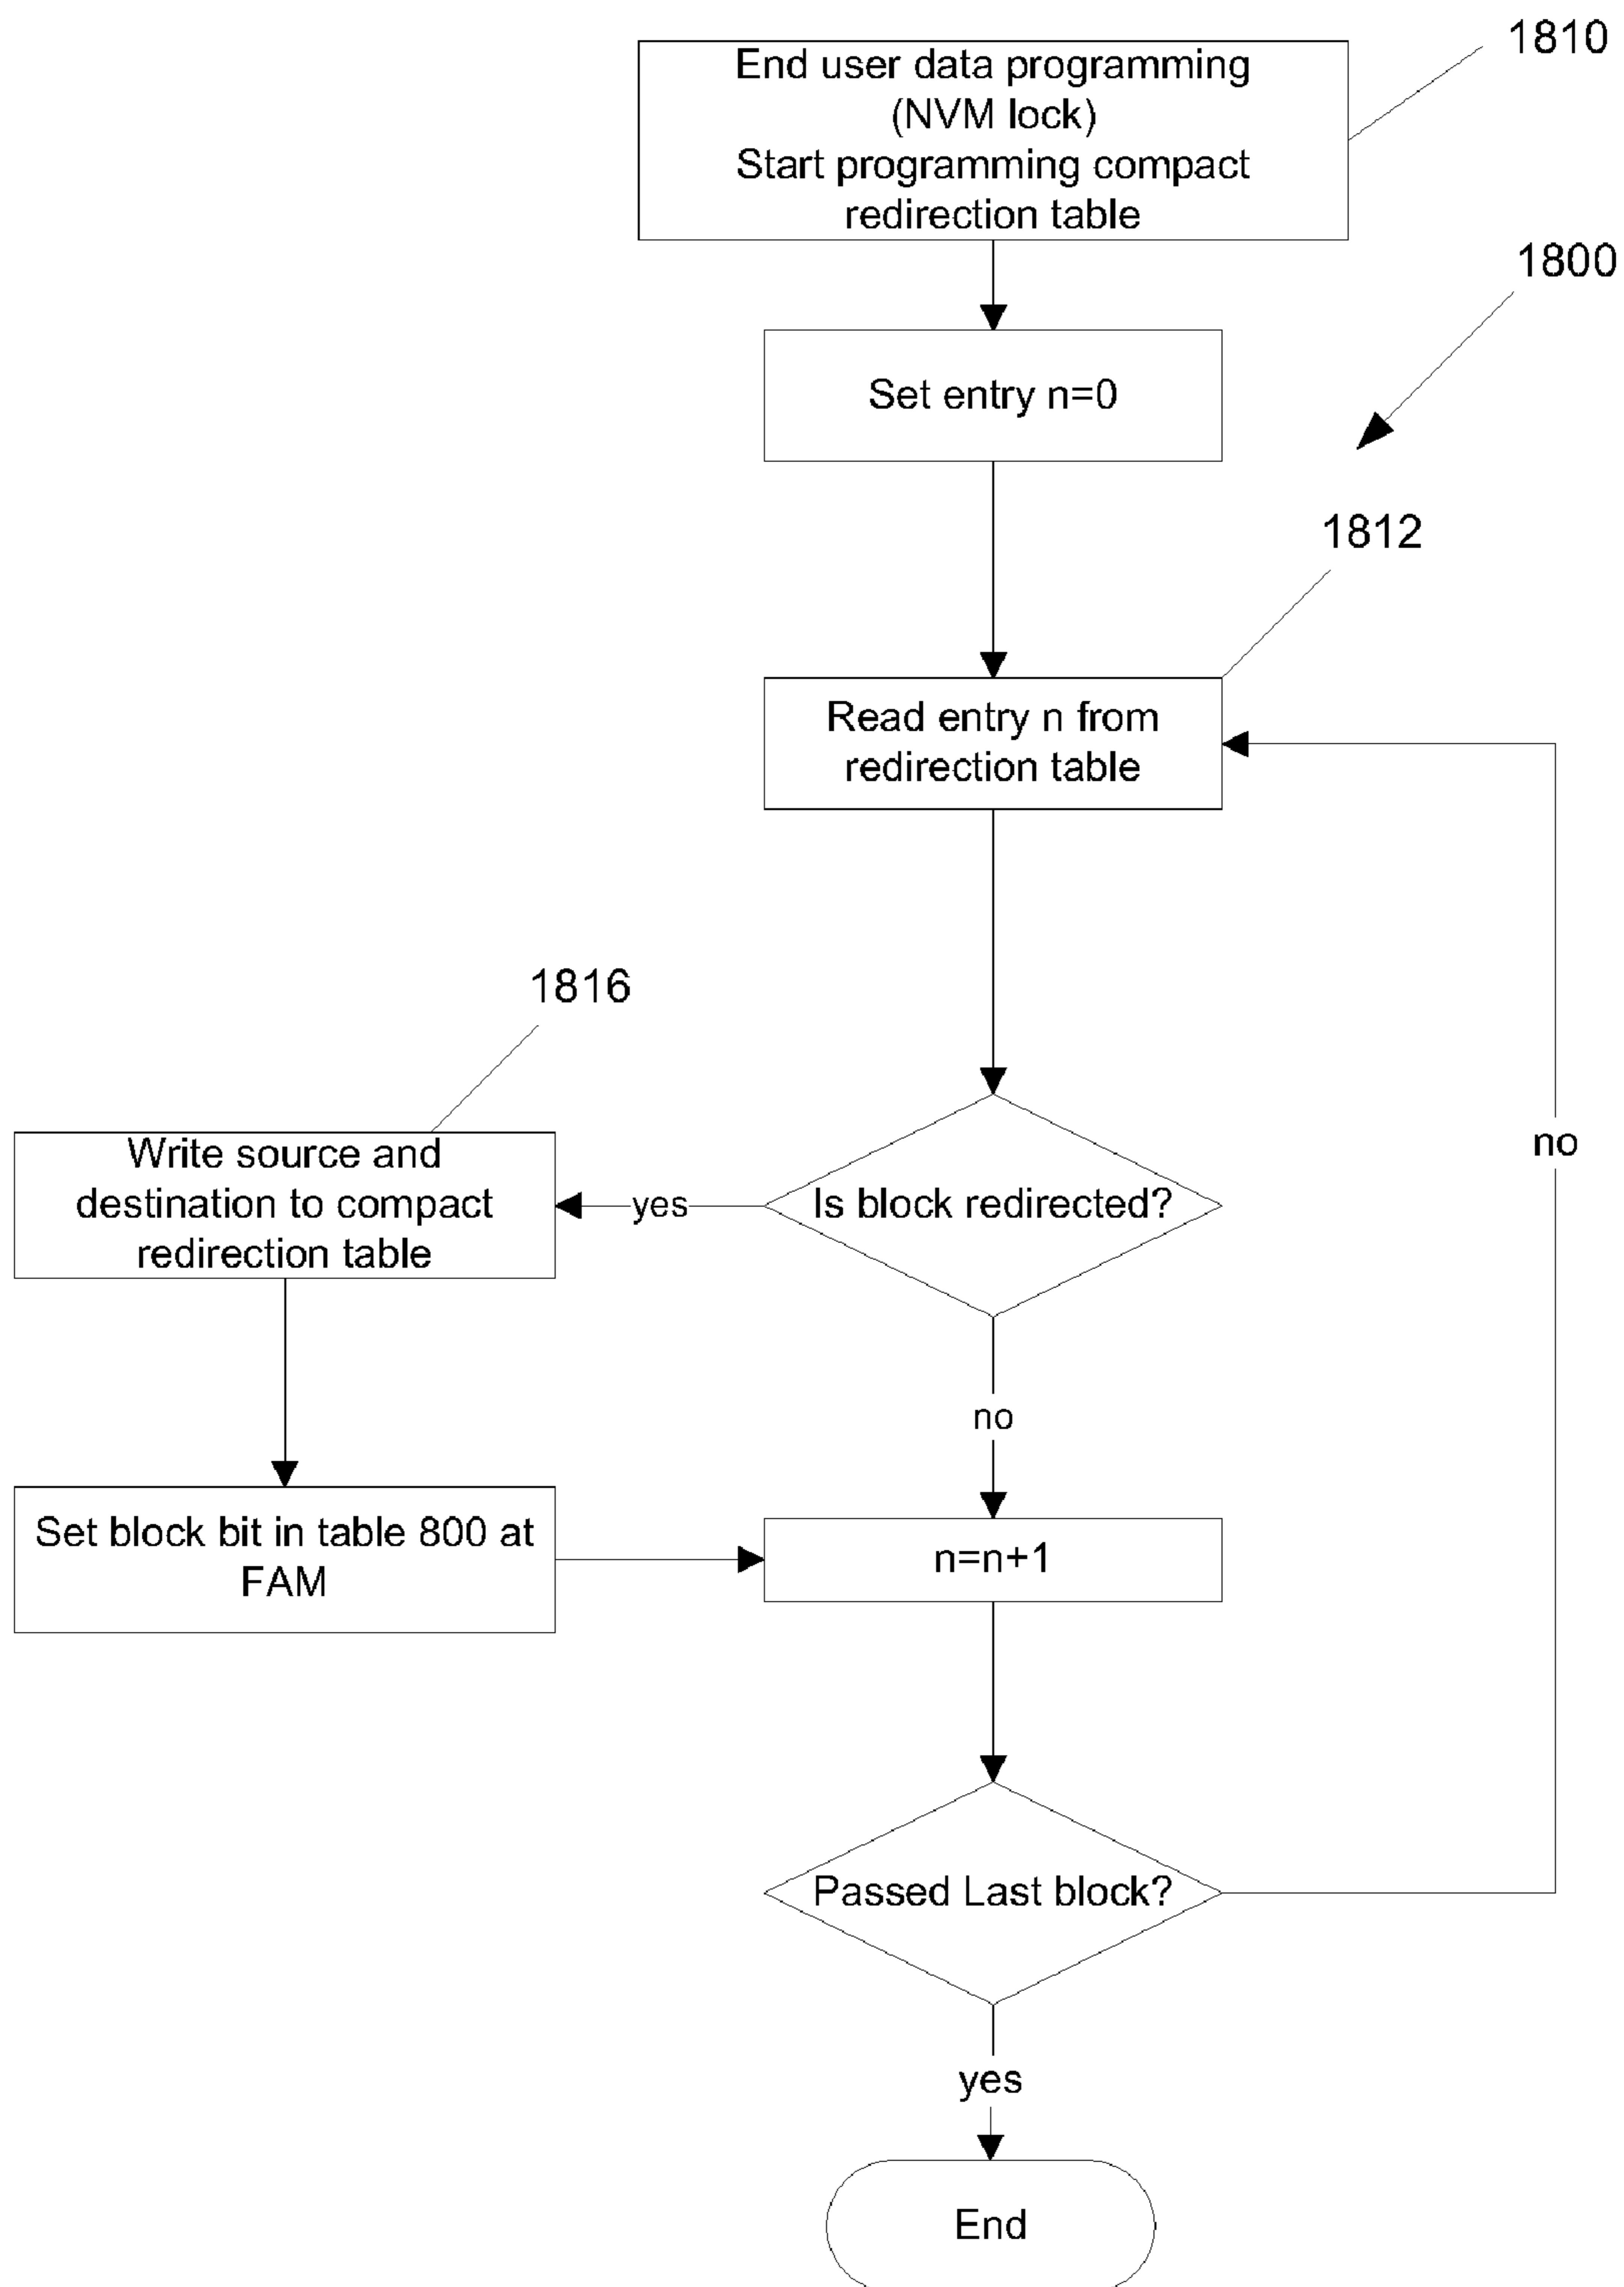 1810
End user data programming
(NVM lock)
Start programming compact
redirection table
1800
Set entry n=0
1812
Read entry n from
redirection table
1816
Write source and
destination to compact
redirection table
yes
Is block redirected?
no
no
Set block bit in table 800 at
FAM
n=n+1
Passed Last block?
yes
End